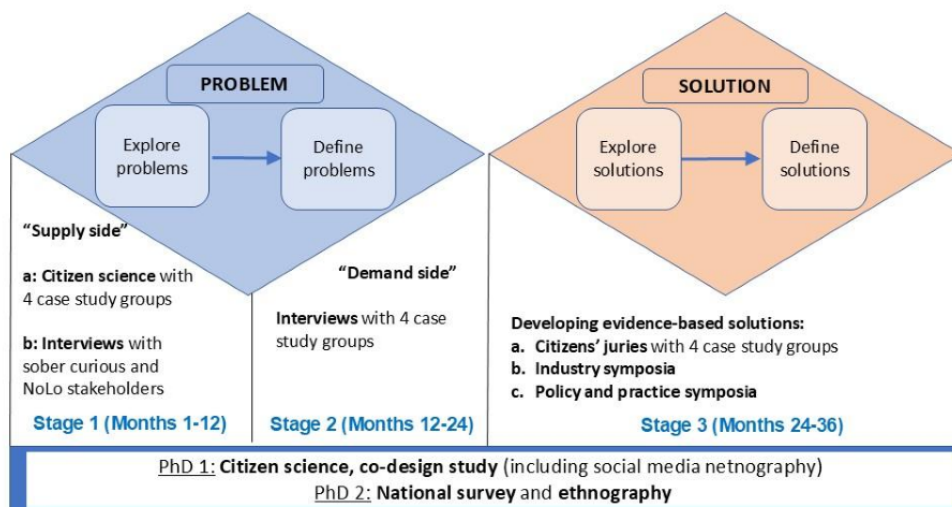 PROBLEM
Explore
problems
Define
problems
SOLUTION
Explore
solutions
Define
solutions
“Supply side”
a: Citizen science with
4 case study groups
b: Interviews with
sober curious and
NoLo stakeholders
Stage 1 (Months 1-12)
“Demand side”
Interviews with 4 case
study groups
Stage 2 (Months 12-24)
Developing evidence-based solutions:
a. Citizens’ juries with 4 case study groups
b. Industry symposia
c. Policy and practice symposia
Stage 3 (Months 24-36)
PhD 1: Citizen science, co-design study (including social media netnography)
PhD 2: National survey and ethnography